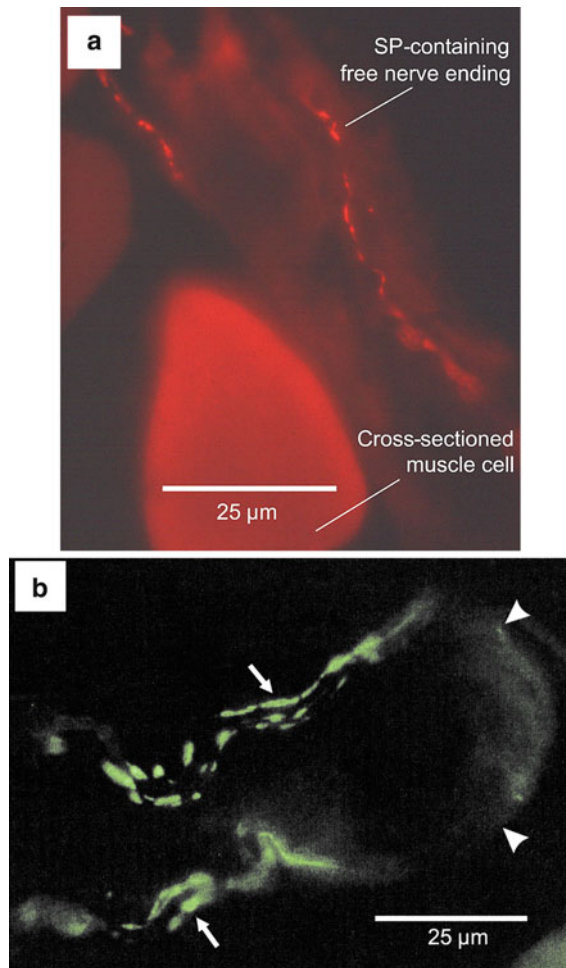 a
SP-containing
free nerve ending
Cross-sectioned
muscle cell
25 µm
b
25 µm